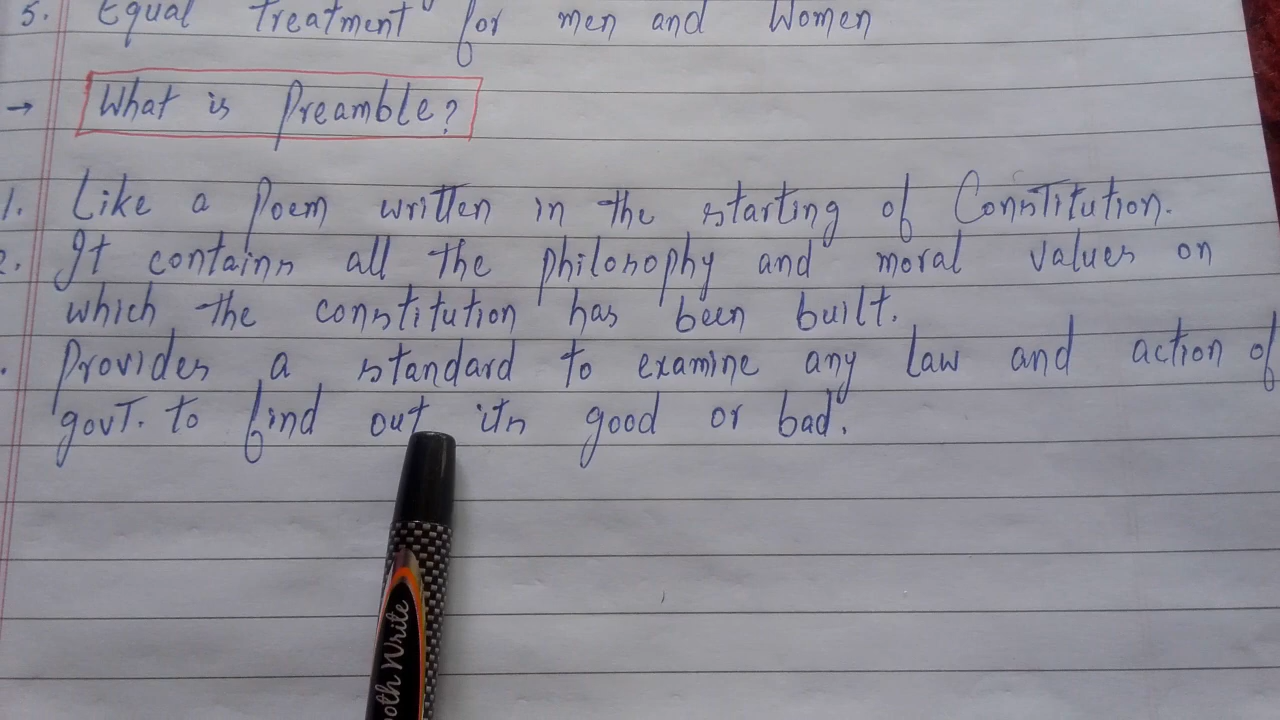 5. Equal treatment for men and Women
→ What is Preamble?
1. Like a Poem written in the starting of Constitution.
2. It contains all the philosophy and moral values on
which the constitution has been built.
. Provides a standard to examine any law and action of
govt. to find out its good or bad.
oth Write